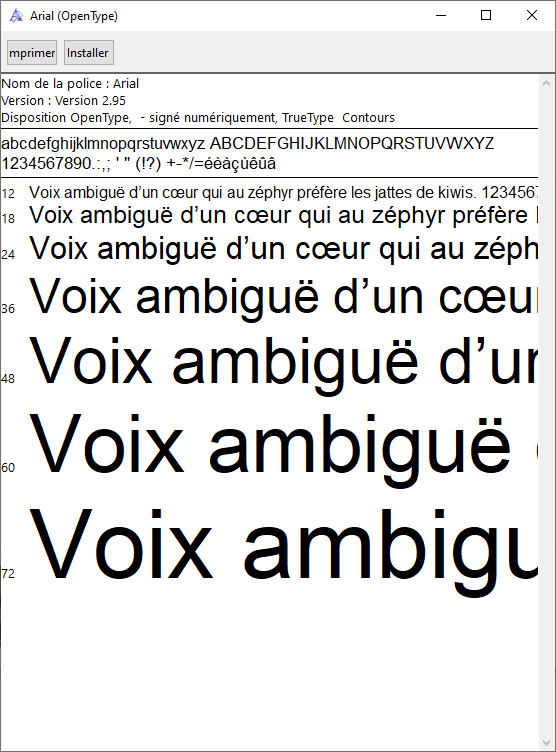 Arial (OpenType)
mprimer Installer
Nom de la police : Arial
Version : Version 2.95
Disposition OpenType,  - signé numériquement, TrueType  Contours
abcdefghijklmnopqrstuvwxyz ABCDEFGHIJKLMNOPQRSTUVWXYZ
1234567890.:,; ' " (!?) +-*/=éèàçùêûâ
12 Voix ambiguë d’un cœur qui au zéphyr préfère les jattes de kiwis. 1234567
18 Voix ambiguë d’un cœur qui au zéphyr préfère l
24 Voix ambiguë d’un cœur qui au zéph
36 Voix ambiguë d’un cœur
48 Voix ambiguë d’un
60 Voix ambiguë d
72 Voix ambigu